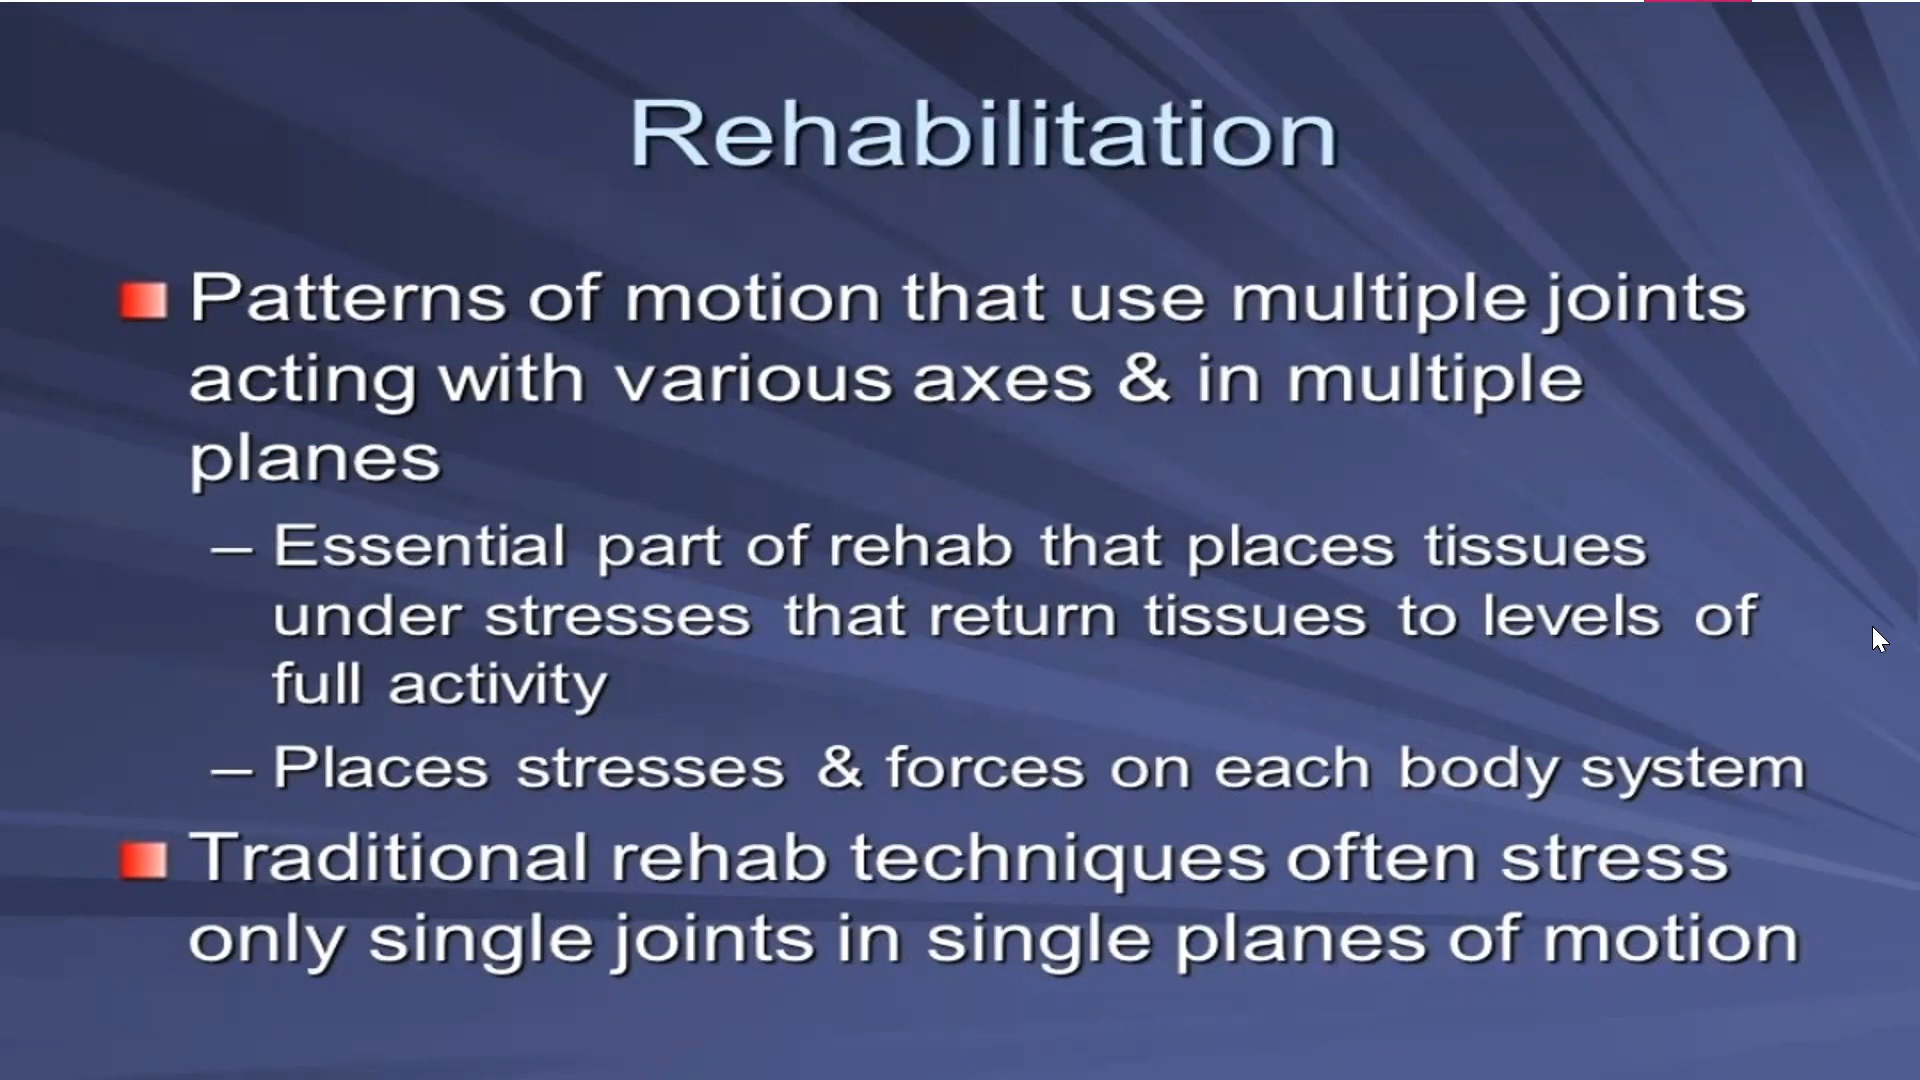 Rehabilitation
Patterns of motion that use multiple joints
acting with various axes & in multiple
planes
– Essential part of rehab that places tissues
under stresses that return tissues to levels of
full activity
– Places stresses & forces on each body system
Traditional rehab techniques often stress
only single joints in single planes of motion